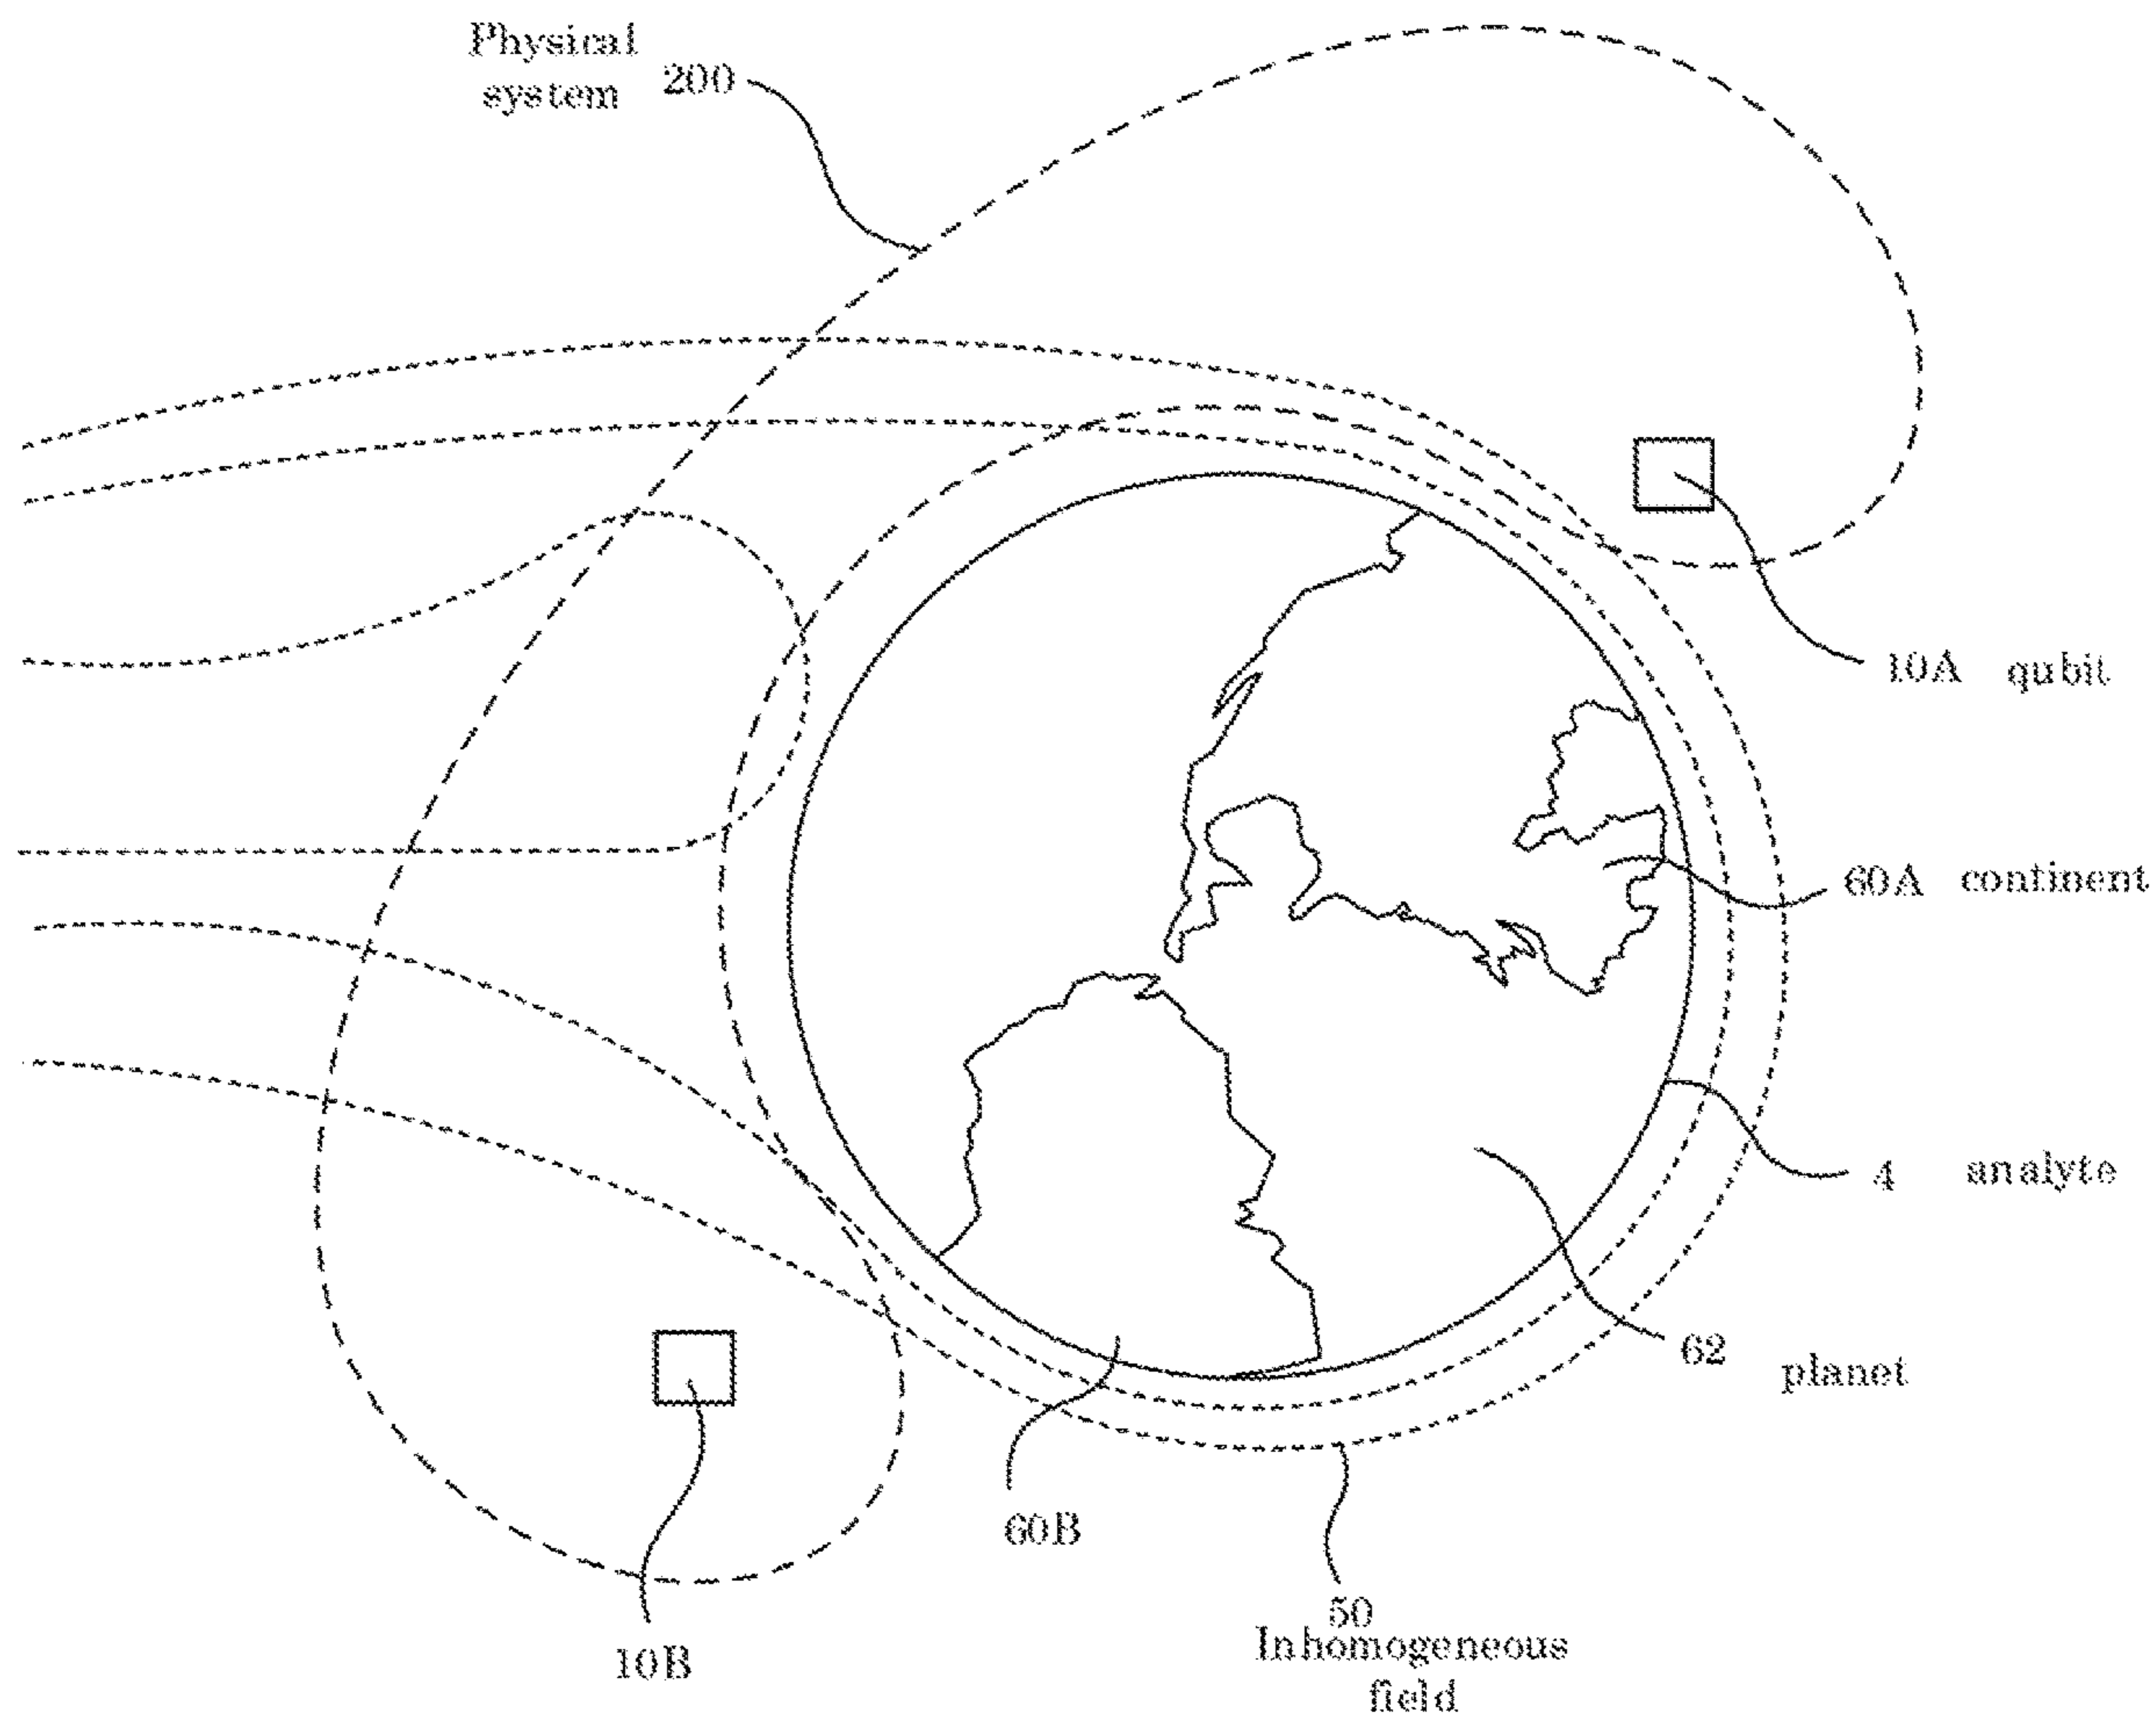 Physical
system 200
10A qubit
60A continent
4 analyte
62 planet
60B
50
Inhomogeneous
field
10B